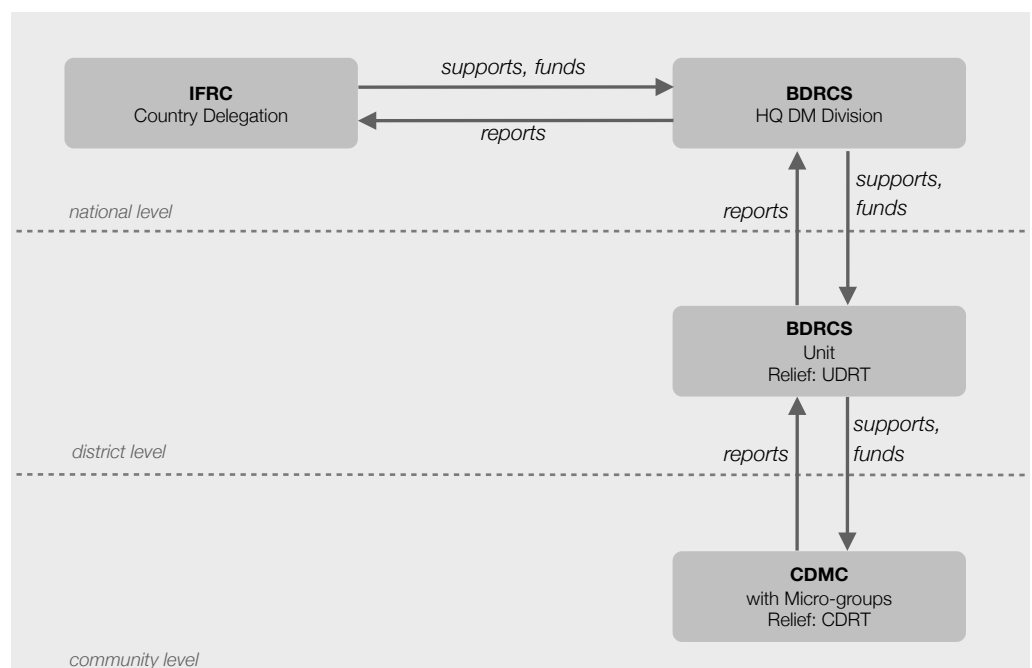 IFRC
Country Delegation
supports, funds
reports
BDRCS
HQ DM Division
national level
reports
supports,
funds
BDRCS
Unit
Relief: UDRT
district level
reports
supports,
funds
CDMC
with Micro-groups
Relief: CDRT
community level